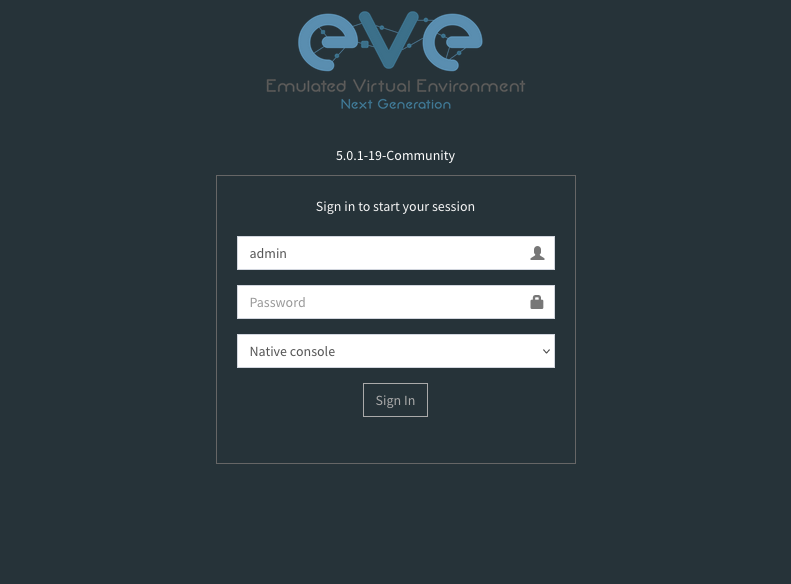 eve
Emulated Virtual Environment
Next Generation
5.0.1-19-Community
Sign in to start your session
admin
Password
Native console
Sign In